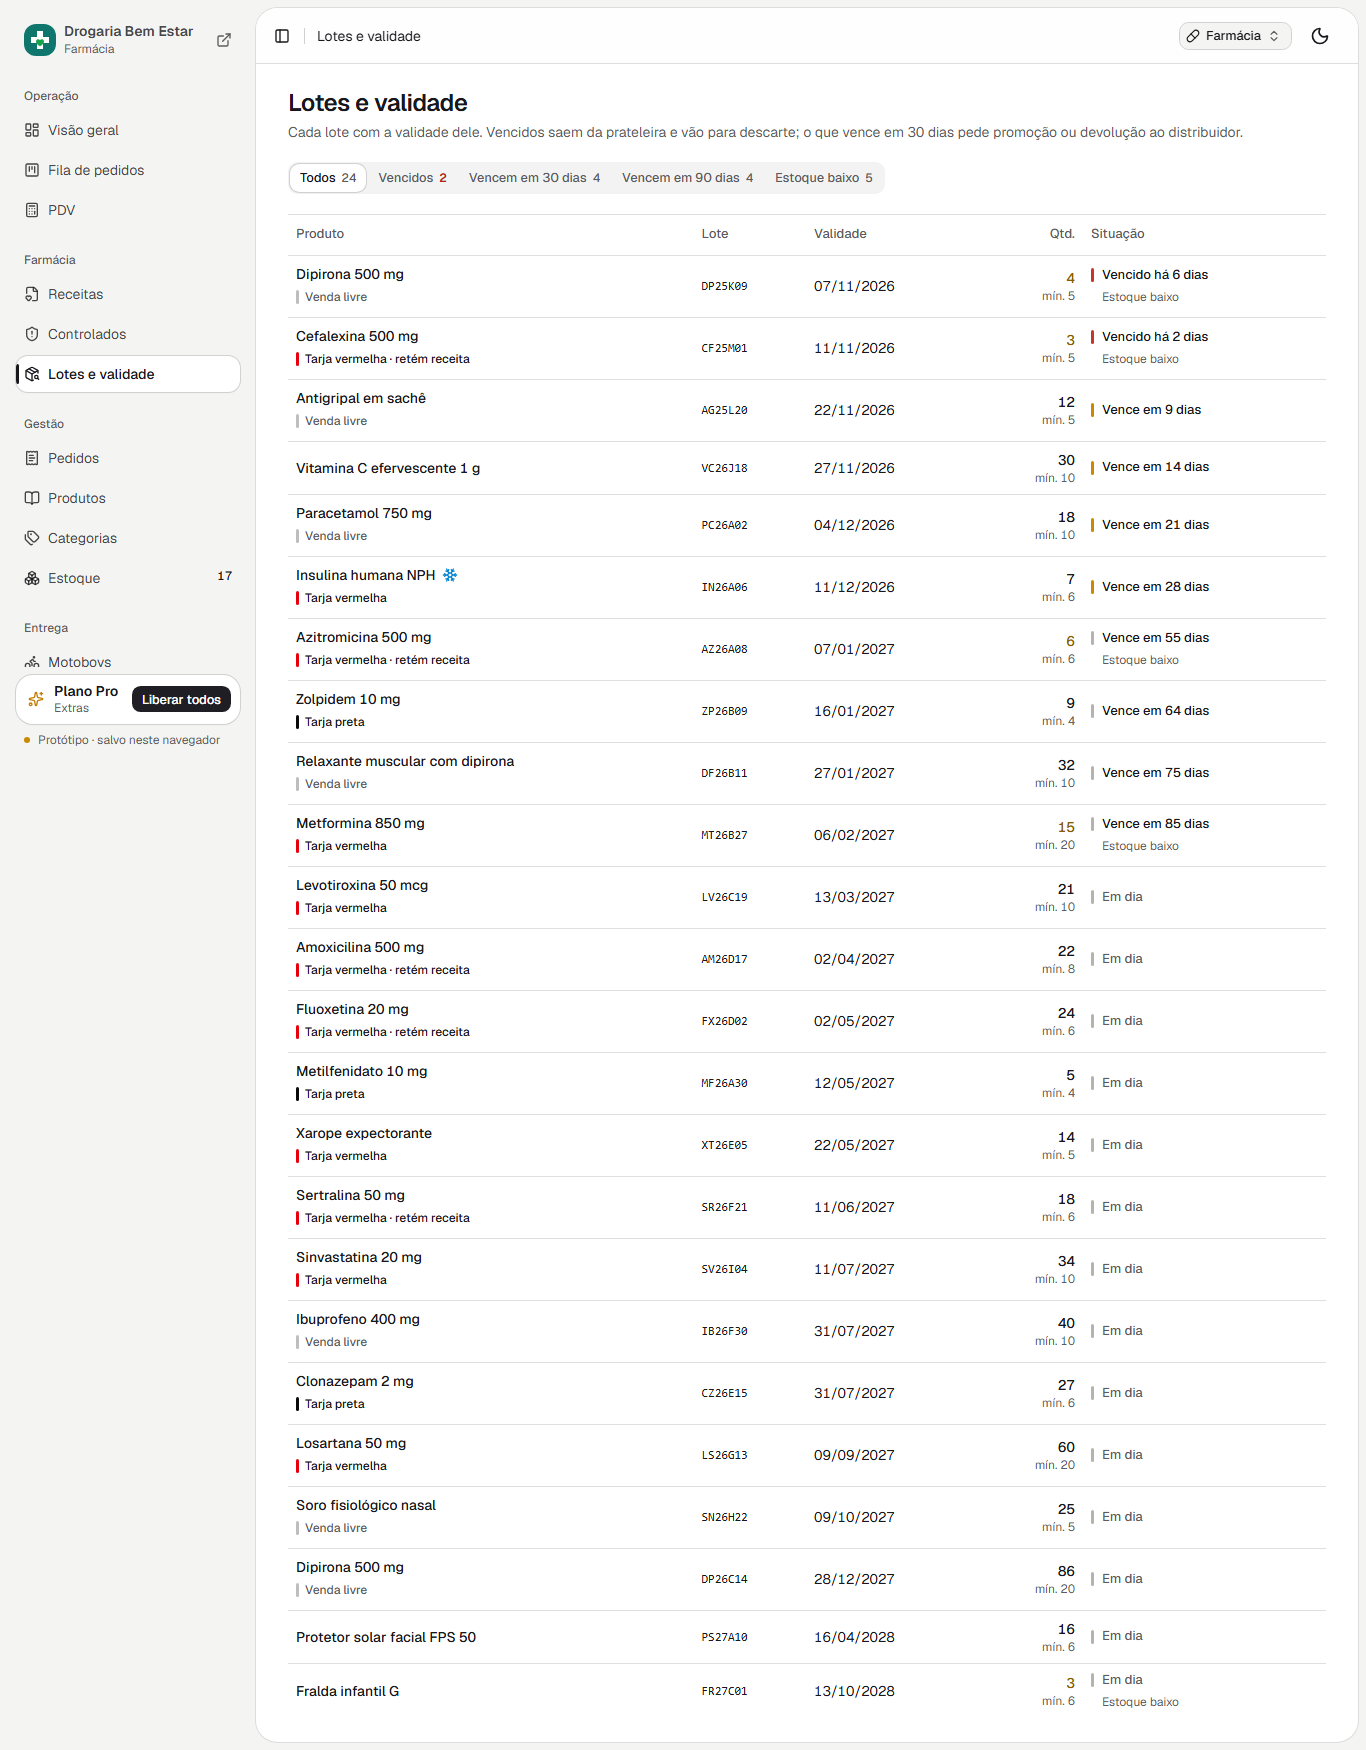 Drogaria Bem Estar
Farmácia
Operação
Visão geral
Fila de pedidos
PDV
Farmácia
Receitas
Controlados
Lotes e validade
Gestão
Pedidos
Produtos
Categorias
Estoque 17
Entrega
Motoboys
Plano Pro
Extras
Liberar todos
Protótipo · salvo neste navegador
Lotes e validade
Farmácia
Lotes e validade
Cada lote com a validade dele. Vencidos saem da prateleira e vão para descarte; o que vence em 30 dias pede promoção ou devolução ao distribuidor.
Todos 24 Vencidos 2 Vencem em 30 dias 4 Vencem em 90 dias 4 Estoque baixo 5
Produto Lote Validade Qtd. Situação
Dipirona 500 mg
Venda livre
DP25K09 07/11/2026
4
mín. 5
Vencido há 6 dias
Estoque baixo
Cefalexina 500 mg
Tarja vermelha · retém receita
CF25M01 11/11/2026
3
mín. 5
Vencido há 2 dias
Estoque baixo
Antigripal em sachê
Venda livre
AG25L20 22/11/2026
12
mín. 5
Vence em 9 dias
Vitamina C efervescente 1 g
VC26J18 27/11/2026
30
mín. 10
Vence em 14 dias
Paracetamol 750 mg
Venda livre
PC26A02 04/12/2026
18
mín. 10
Vence em 21 dias
Insulina humana NPH
Tarja vermelha
IN26A06 11/12/2026
7
mín. 6
Vence em 28 dias
Azitromicina 500 mg
Tarja vermelha · retém receita
AZ26A08 07/01/2027
6
mín. 6
Vence em 55 dias
Estoque baixo
Zolpidem 10 mg
Tarja preta
ZP26B09 16/01/2027
9
mín. 4
Vence em 64 dias
Relaxante muscular com dipirona
Venda livre
DF26B11 27/01/2027
32
mín. 10
Vence em 75 dias
Metformina 850 mg
Tarja vermelha
MT26B27 06/02/2027
15
mín. 20
Vence em 85 dias
Estoque baixo
Levotiroxina 50 mcg
Tarja vermelha
LV26C19 13/03/2027
21
mín. 10
Em dia
Amoxicilina 500 mg
Tarja vermelha · retém receita
AM26D17 02/04/2027
22
mín. 8
Em dia
Fluoxetina 20 mg
Tarja vermelha · retém receita
FX26D02 02/05/2027
24
mín. 6
Em dia
Metilfenidato 10 mg
Tarja preta
MF26A30 12/05/2027
5
mín. 4
Em dia
Xarope expectorante
Tarja vermelha
XT26E05 22/05/2027
14
mín. 5
Em dia
Sertralina 50 mg
Tarja vermelha · retém receita
SR26F21 11/06/2027
18
mín. 6
Em dia
Sinvastatina 20 mg
Tarja vermelha
SV26I04 11/07/2027
34
mín. 10
Em dia
Ibuprofeno 400 mg
Venda livre
IB26F30 31/07/2027
40
mín. 10
Em dia
Clonazepam 2 mg
Tarja preta
CZ26E15 31/07/2027
27
mín. 6
Em dia
Losartana 50 mg
Tarja vermelha
LS26G13 09/09/2027
60
mín. 20
Em dia
Soro fisiológico nasal
Venda livre
SN26H22 09/10/2027
25
mín. 5
Em dia
Dipirona 500 mg
Venda livre
DP26C14 28/12/2027
86
mín. 20
Em dia
Protetor solar facial FPS 50
PS27A10 16/04/2028
16
mín. 6
Em dia
Fralda infantil G
FR27C01 13/10/2028
3
mín. 6
Em dia
Estoque baixo